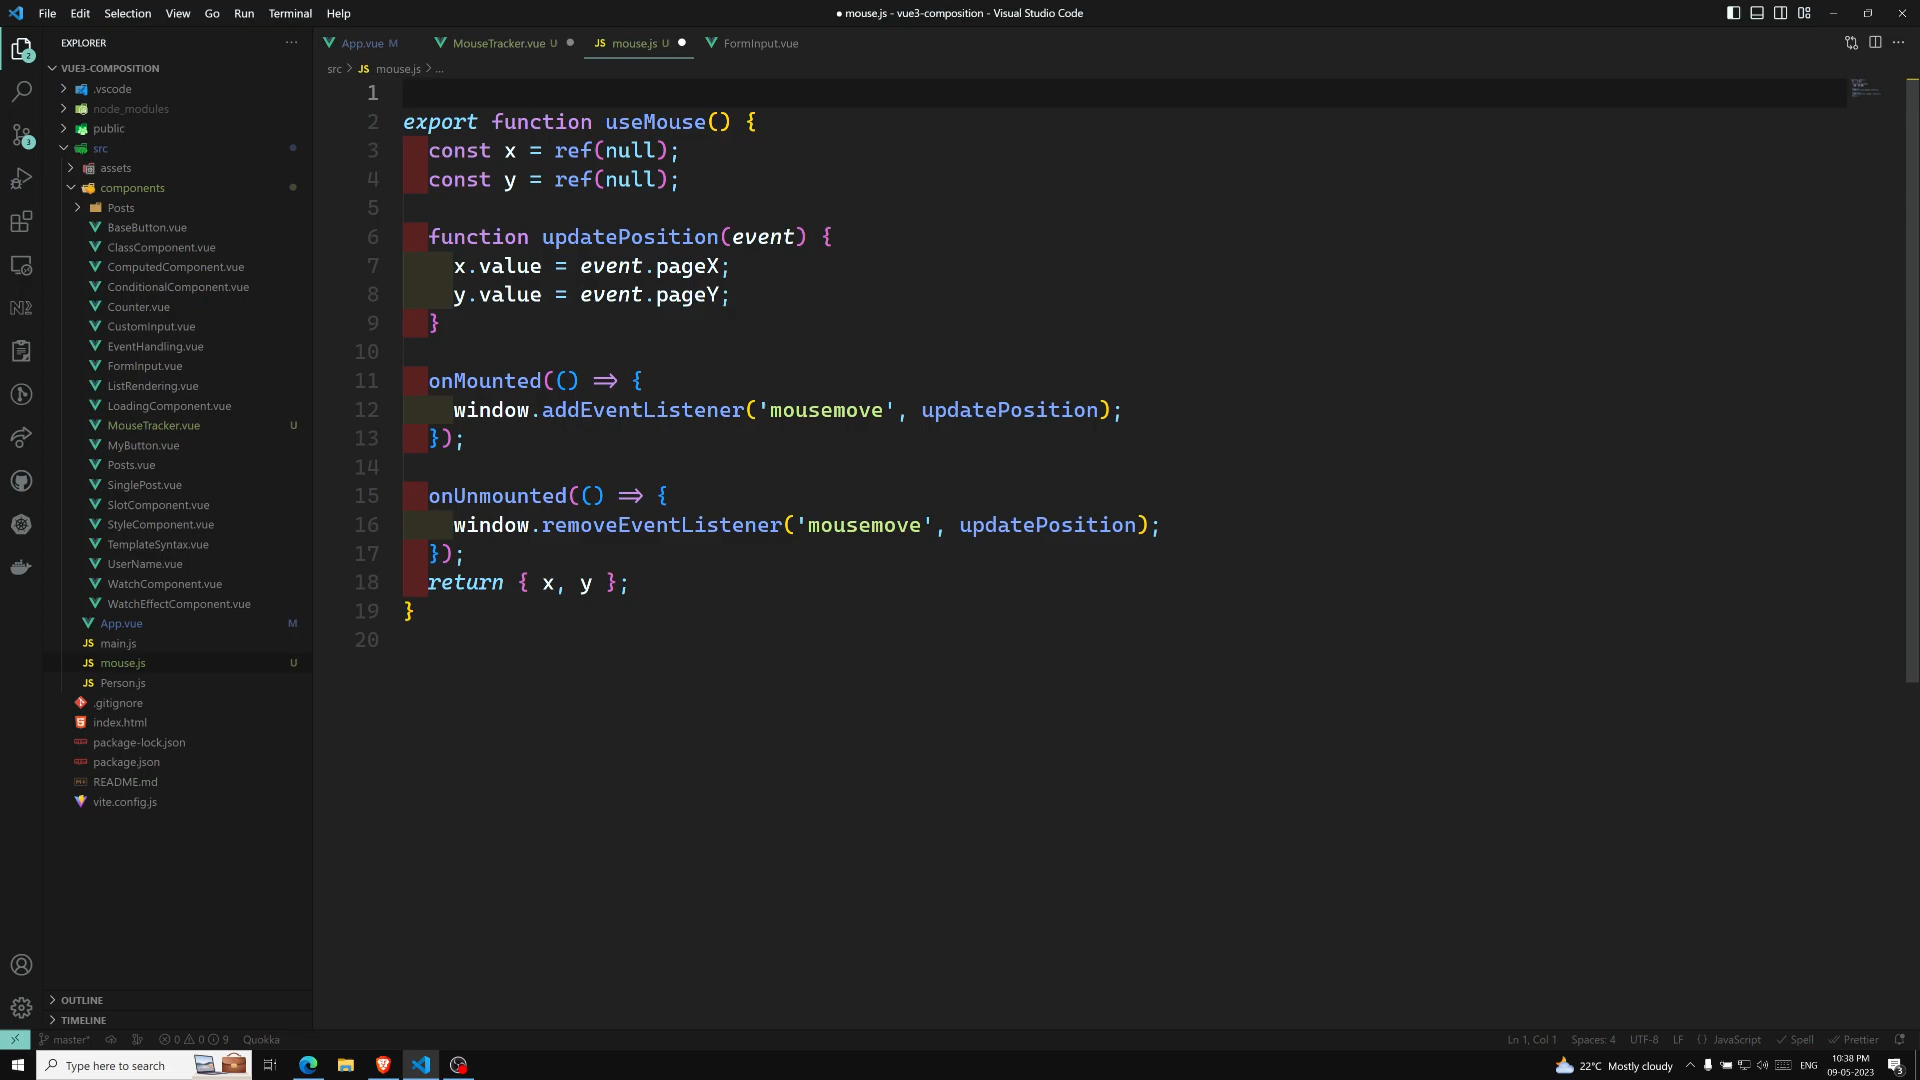 File Edit Selection View Go Run Terminal Help
● mouse.js - vue3-composition - Visual Studio Code
EXPLORER
App.vue M
MouseTracker.vue U
JS mouse.js U
FormInput.vue
VUE3-COMPOSITION
src > JS mouse.js > ...
.vscode
node_modules
public
src
assets
components
Posts
BaseButton.vue
ClassComponent.vue
ComputedComponent.vue
ConditionalComponent.vue
Counter.vue
CustomInput.vue
EventHandling.vue
FormInput.vue
ListRendering.vue
LoadingComponent.vue
MouseTracker.vue U
MyButton.vue
Posts.vue
SinglePost.vue
SlotComponent.vue
StyleComponent.vue
TemplateSyntax.vue
UserName.vue
WatchComponent.vue
WatchEffectComponent.vue
App.vue M
JS main.js
JS mouse.js U
JS Person.js
.gitignore
index.html
package-lock.json
package.json
README.md
vite.config.js
OUTLINE
TIMELINE
1
2 export function useMouse() {
3 const x = ref(null);
4 const y = ref(null);
5
6 function updatePosition(event) {
7 x.value = event.pageX;
8 y.value = event.pageY;
9 }
10
11 onMounted(() => {
12 window.addEventListener('mousemove', updatePosition);
13 });
14
15 onUnmounted(() => {
16 window.removeEventListener('mousemove', updatePosition);
17 });
18 return { x, y };
19 }
20
master* 0 0 9 Quokka
Ln 1, Col 1 Spaces: 4 UTF-8 LF {} JavaScript Spell Prettier
Type here to search
22°C Mostly cloudy
ENG
10:38 PM
09-05-2023
3